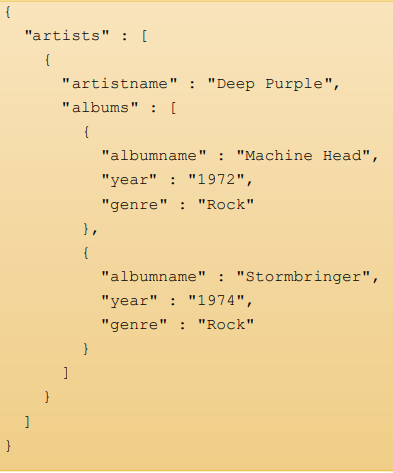 {
  "artists" : [
    {
      "artistname" : "Deep Purple",
      "albums" : [
        {
          "albumname" : "Machine Head",
          "year" : "1972",
          "genre" : "Rock"
        },
        {
          "albumname" : "Stormbringer",
          "year" : "1974",
          "genre" : "Rock"
        }
      ]
    }
  ]
}